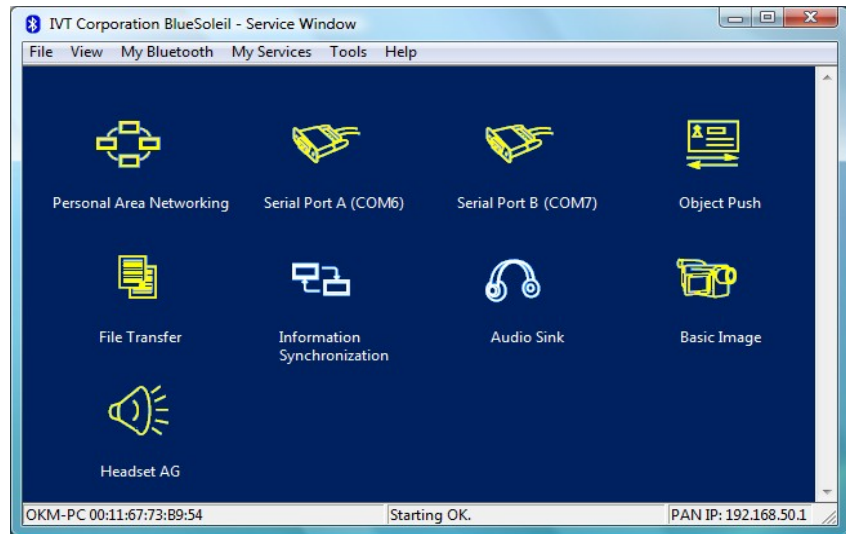 IVT Corporation BlueSoleil - Service Window
File View My Bluetooth My Services Tools Help
Personal Area Networking Serial Port A (COM6) Serial Port B (COM7) Object Push
File Transfer Information Audio Sink Basic Image
Synchronization
Headset AG
OKM-PC 00:11:67:73:B9:54 Starting OK. PAN IP: 192.168.50.1